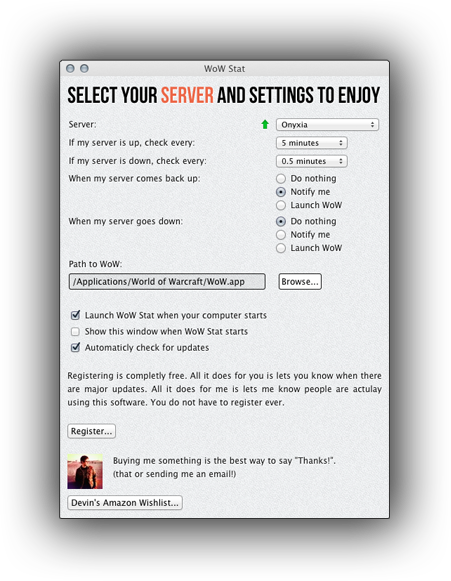 WoW Stat
SELECT YOUR SERVER AND SETTINGS TO ENJOY
Server: Onyxia
If my server is up, check every: 5 minutes
If my server is down, check every: 0.5 minutes
When my server comes back up: Do nothing
Notify me
Launch WoW
When my server goes down: Do nothing
Notify me
Launch WoW
Path to WoW:
/Applications/World of Warcraft/WoW.app Browse...
Launch WoW Stat when your computer starts
Show this window when WoW Stat starts
Automaticly check for updates
Registering is completly free. All it does for you is lets you know when there
are major updates. All it does for me is lets me know people are actulay
using this software. You do not have to register ever.
Register...
Buying me something is the best way to say "Thanks!".
(that or sending me an email!)
Devin's Amazon Wishlist...